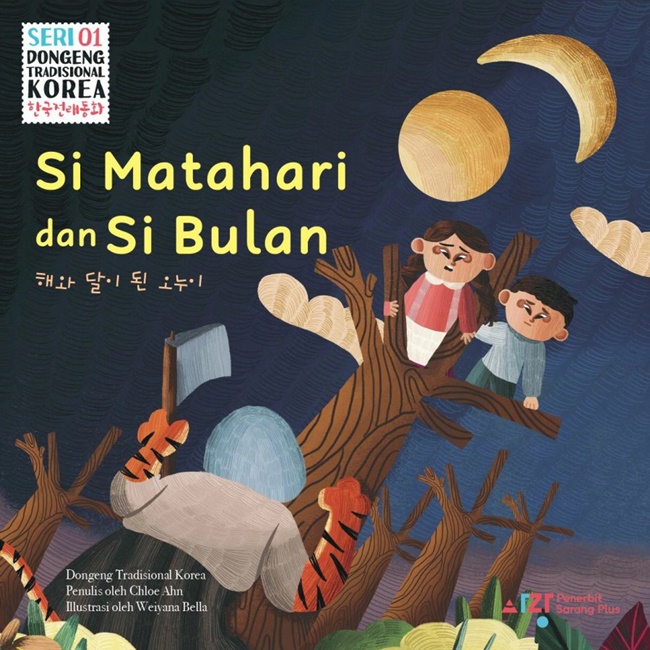 SERI 01
DONGENG
TRADISIONAL
KOREA
한국전래동화
Si Matahari
dan Si Bulan
해와 달이 된 오누이
Dongeng Tradisional Korea
Penulis oleh Chloe Ahn
Illustrasi oleh Weiyana Bella
Penerbit
Sarang Plus